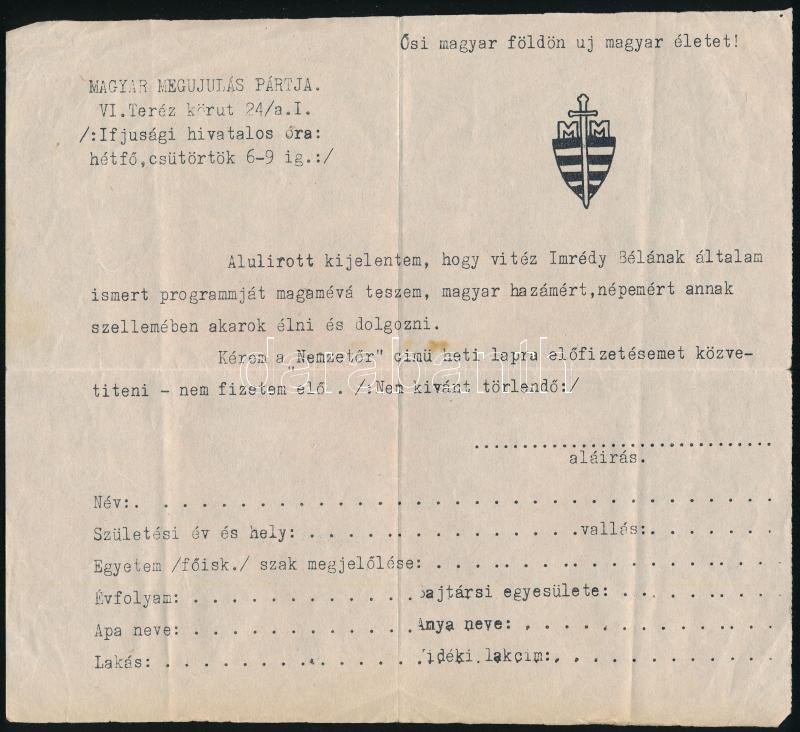 Ősi magyar földön uj magyar életet!
MAGYAR MEGUJULÁS PÁRTJA.
VI.Teréz körut 24/a.I.
/:Ifjusági hivatalos óra:
hétfő,csütörtök 6-9 ig.:/
M M
Alulirott kijelentem, hogy vitéz Imrédy Bélának általam
ismert programmját magamévá teszem, magyar hazámért,népemért annak
szellemében akarok élni és dolgozni.
Kérem a "Nemzetőr" cimü heti lapra előfizetésemet közve-
titeni - nem fizetem elő . /:Nem kivánt törlendő:/
darabanth
aláirás.
Név:
Születési év és hely: vallás:
Egyetem /főisk./ szak megjelölése:
Évfolyam: Bajtársi egyesülete:
Apa neve: Anya neve:
Lakás: Vidéki lakcim: